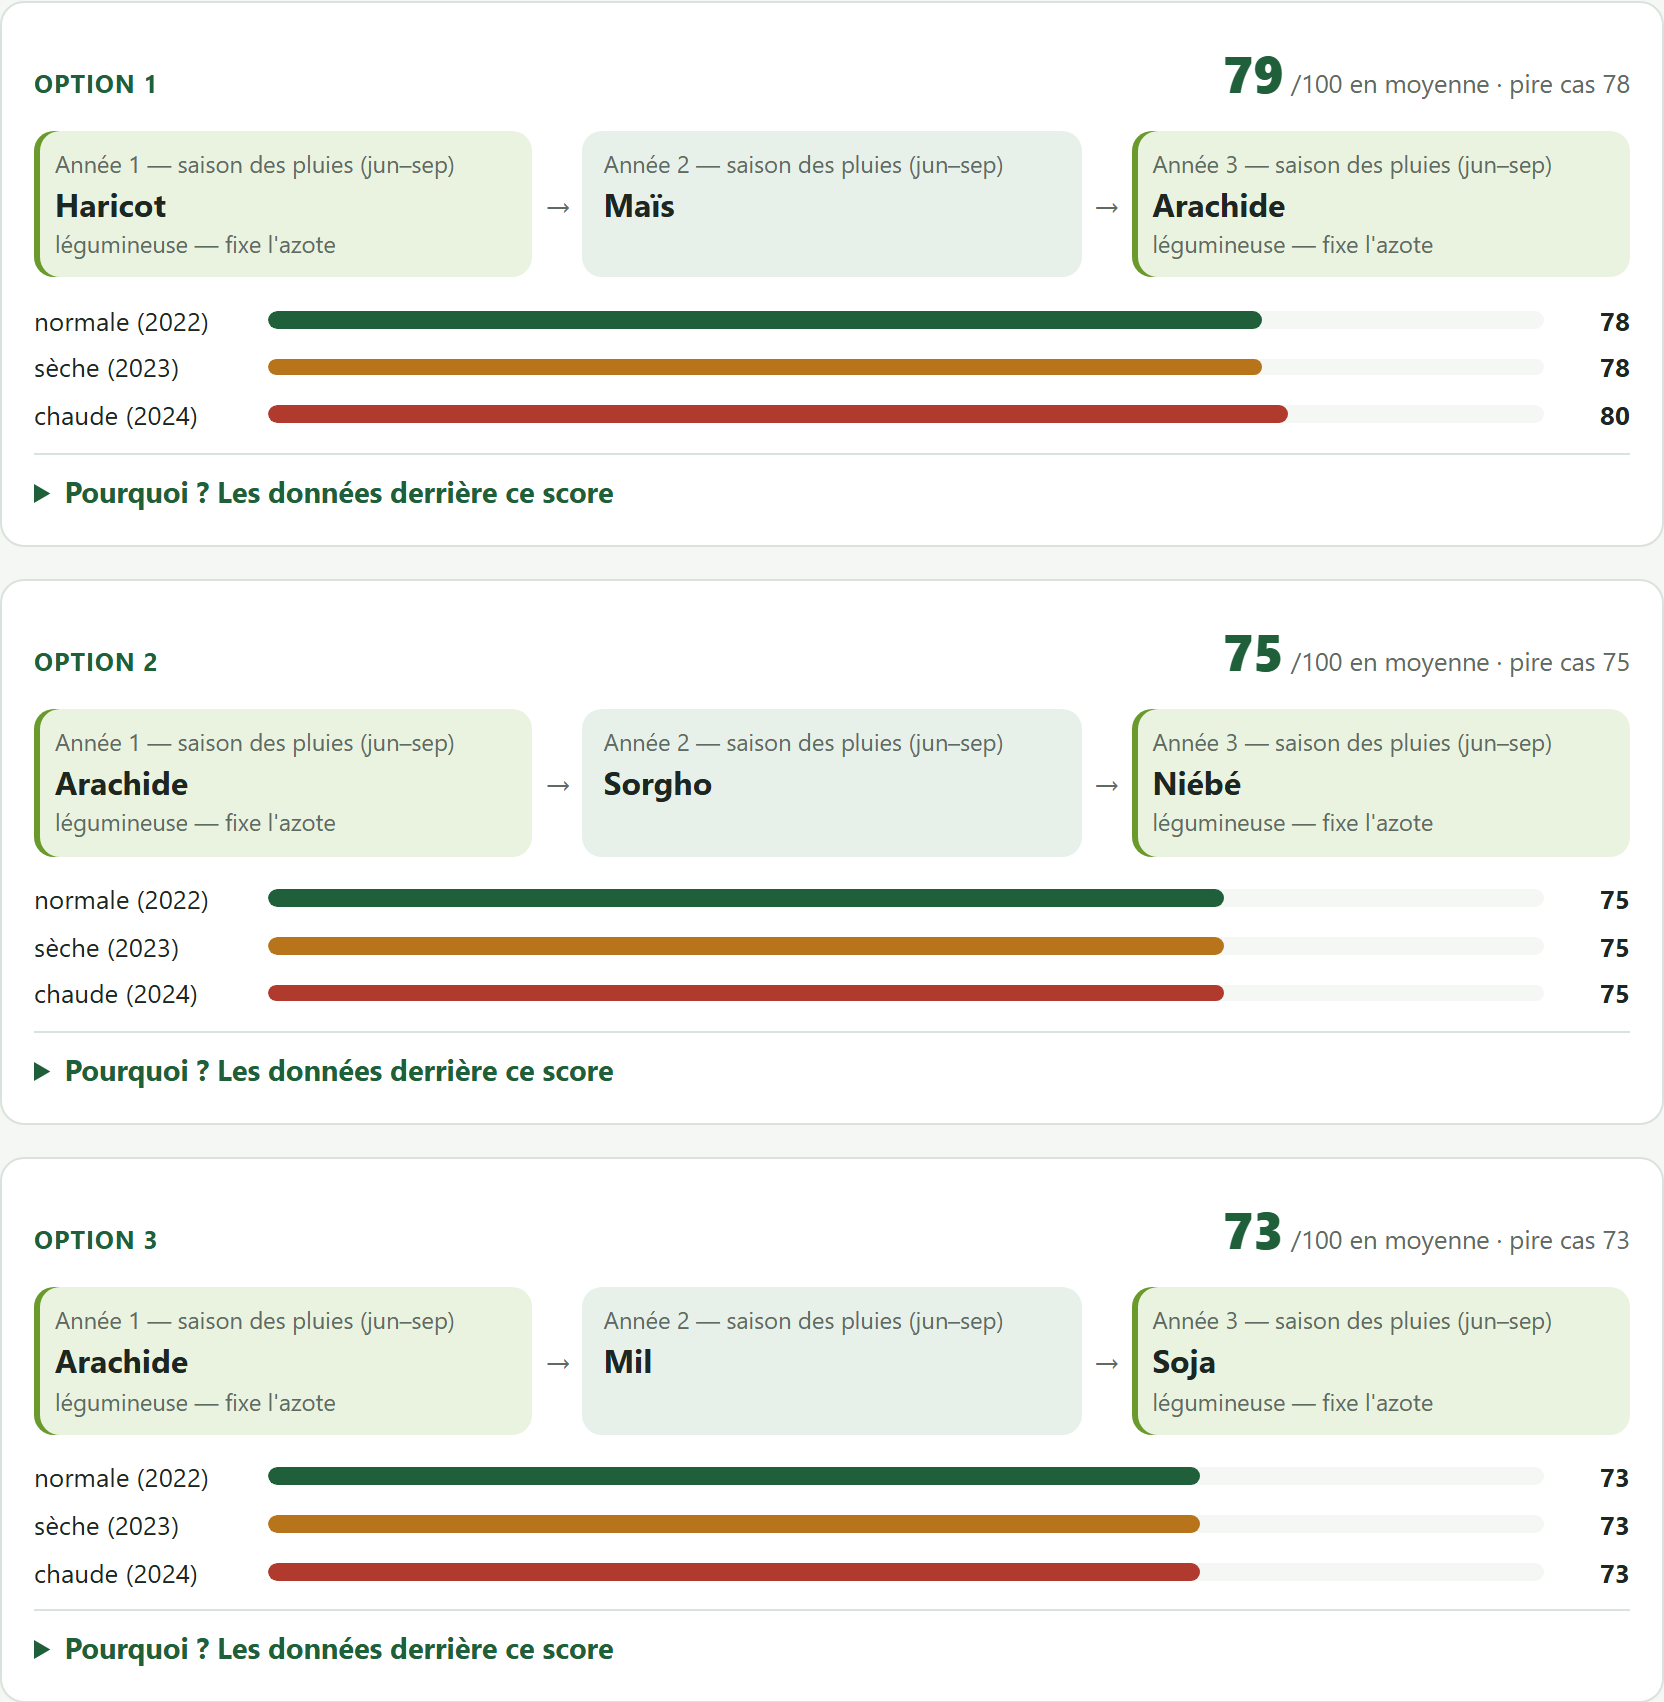 OPTION 1
79 /100 en moyenne · pire cas 78
Année 1 — saison des pluies (jun–sep)
Haricot
légumineuse — fixe l'azote
→
Année 2 — saison des pluies (jun–sep)
Maïs
→
Année 3 — saison des pluies (jun–sep)
Arachide
légumineuse — fixe l'azote
normale (2022) 78
sèche (2023) 78
chaude (2024) 80
▶ Pourquoi ? Les données derrière ce score
OPTION 2
75 /100 en moyenne · pire cas 75
Année 1 — saison des pluies (jun–sep)
Arachide
légumineuse — fixe l'azote
→
Année 2 — saison des pluies (jun–sep)
Sorgho
→
Année 3 — saison des pluies (jun–sep)
Niébé
légumineuse — fixe l'azote
normale (2022) 75
sèche (2023) 75
chaude (2024) 75
▶ Pourquoi ? Les données derrière ce score
OPTION 3
73 /100 en moyenne · pire cas 73
Année 1 — saison des pluies (jun–sep)
Arachide
légumineuse — fixe l'azote
→
Année 2 — saison des pluies (jun–sep)
Mil
→
Année 3 — saison des pluies (jun–sep)
Soja
légumineuse — fixe l'azote
normale (2022) 73
sèche (2023) 73
chaude (2024) 73
▶ Pourquoi ? Les données derrière ce score